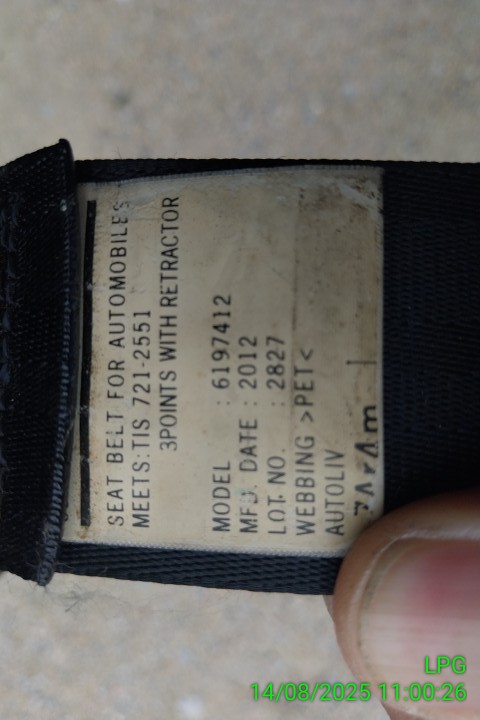 SEAT BELT FOR AUTOMOBILES
MEETS:TIS 721-2551
3POINTS WITH RETRACTOR
MODEL : 6197412
MFD. DATE : 2012
LOT. NO. : 2827
WEBBING >PET<
AUTOLIV
LPG
14/08/2025 11:00:26